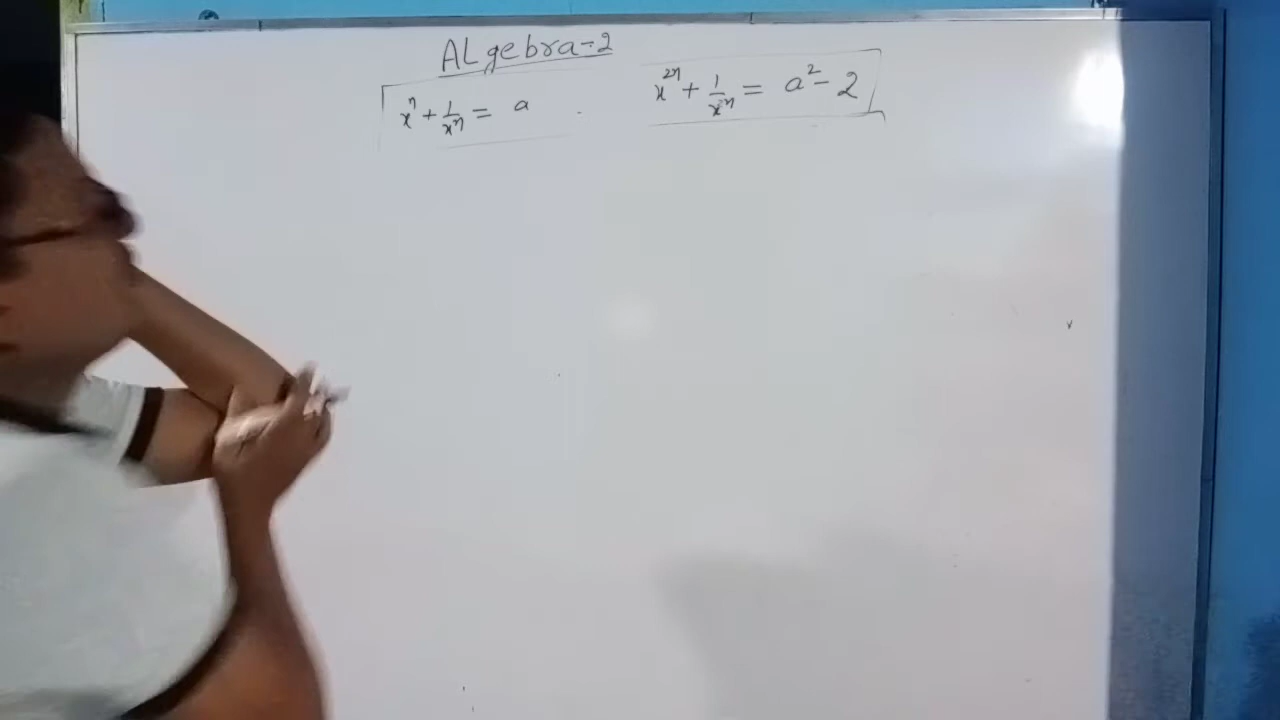 ALgebra-2
xⁿ + 1/xⁿ = a
x²ⁿ + 1/x²ⁿ = a² - 2